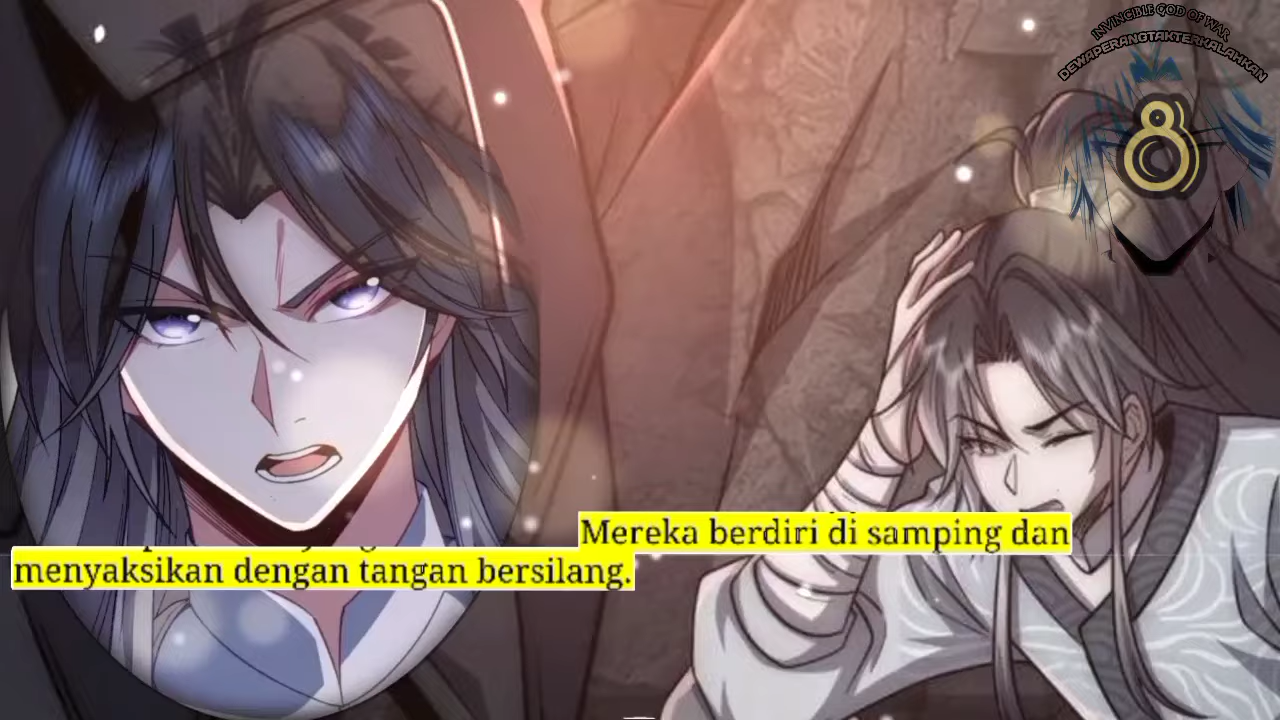 INVINCIBLE GOD OF WAR
DEWAPERANGTAKTERKALAHKAN
8
Mereka berdiri di samping dan
menyaksikan dengan tangan bersilang.